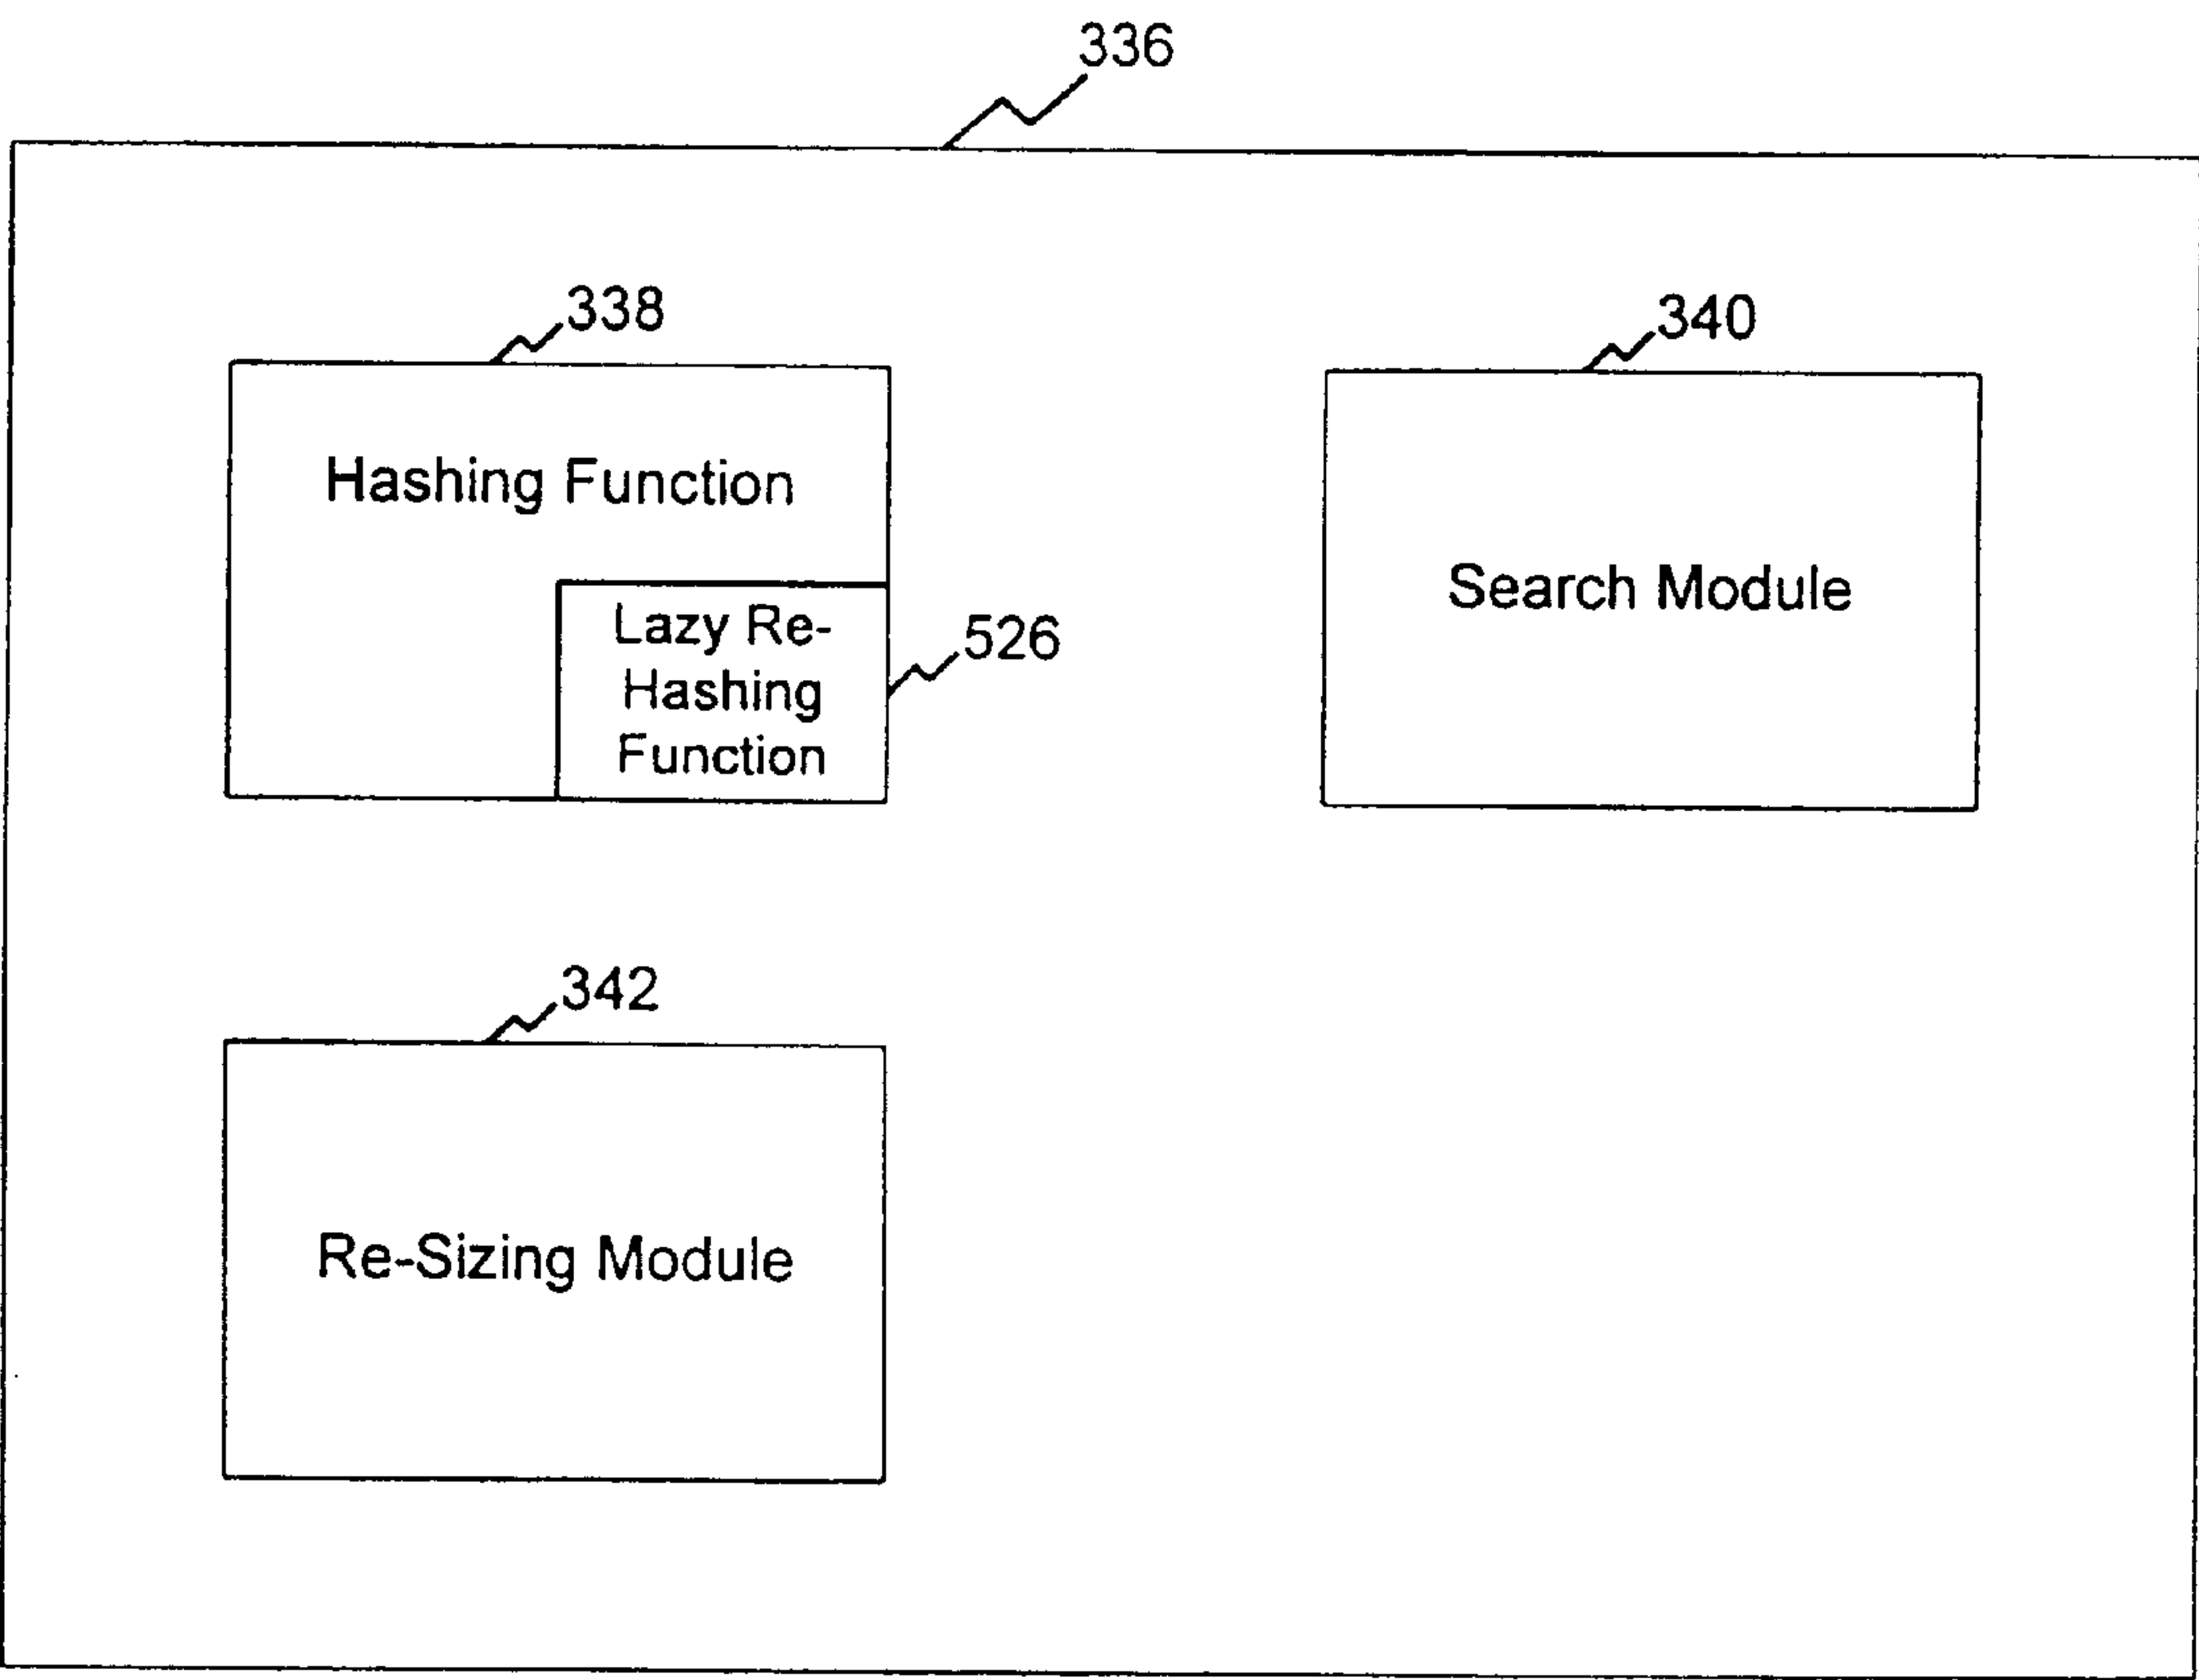 336
338
340
Hashing Function
Search Module
Lazy Re-
Hashing
Function
526
342
Re-Sizing Module